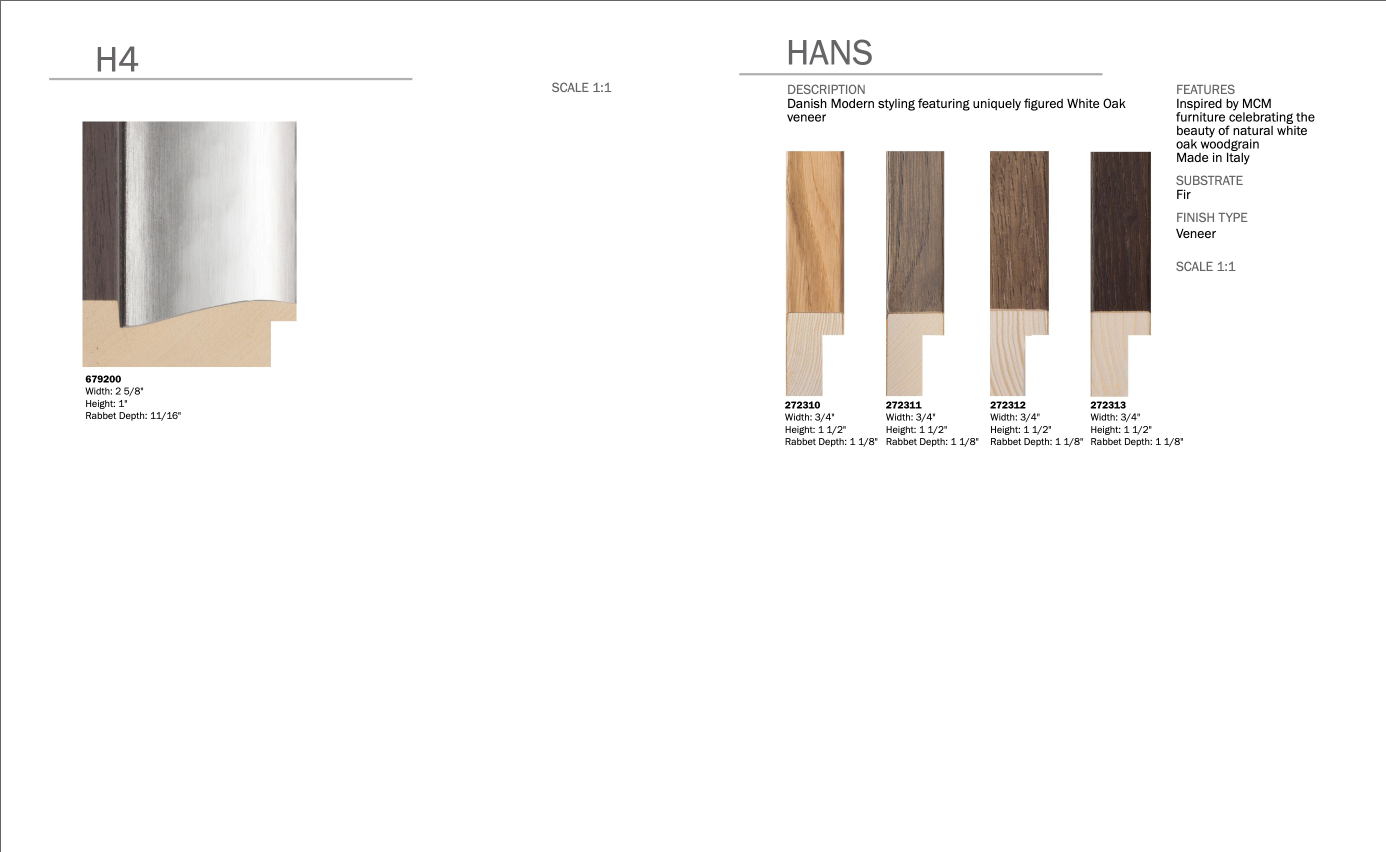 H4
SCALE 1:1
679200
Width: 2 5/8"
Height: 1"
Rabbet Depth: 11/16"
HANS
DESCRIPTION
Danish Modern styling featuring uniquely figured White Oak
veneer
272310
Width: 3/4"
Height: 1 1/2"
Rabbet Depth: 1 1/8"
272311
Width: 3/4"
Height: 1 1/2"
Rabbet Depth: 1 1/8"
272312
Width: 3/4"
Height: 1 1/2"
Rabbet Depth: 1 1/8"
272313
Width: 3/4"
Height: 1 1/2"
Rabbet Depth: 1 1/8"
FEATURES
Inspired by MCM
furniture celebrating the
beauty of natural white
oak woodgrain
Made in Italy
SUBSTRATE
Fir
FINISH TYPE
Veneer
SCALE 1:1